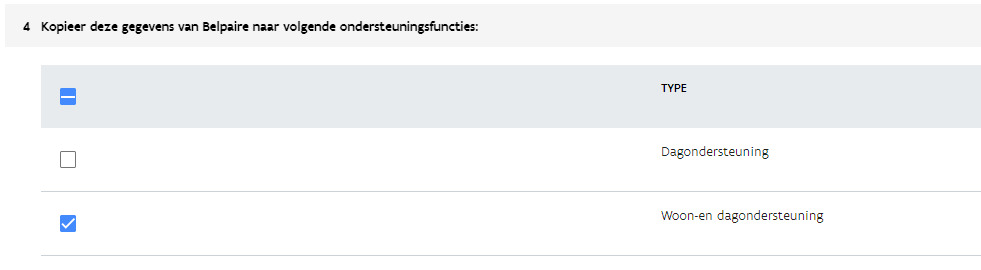 4 Kopieer deze gegevens van Belpaire naar volgende ondersteuningsfuncties:
TYPE
Dagondersteuning
Woon-en dagondersteuning